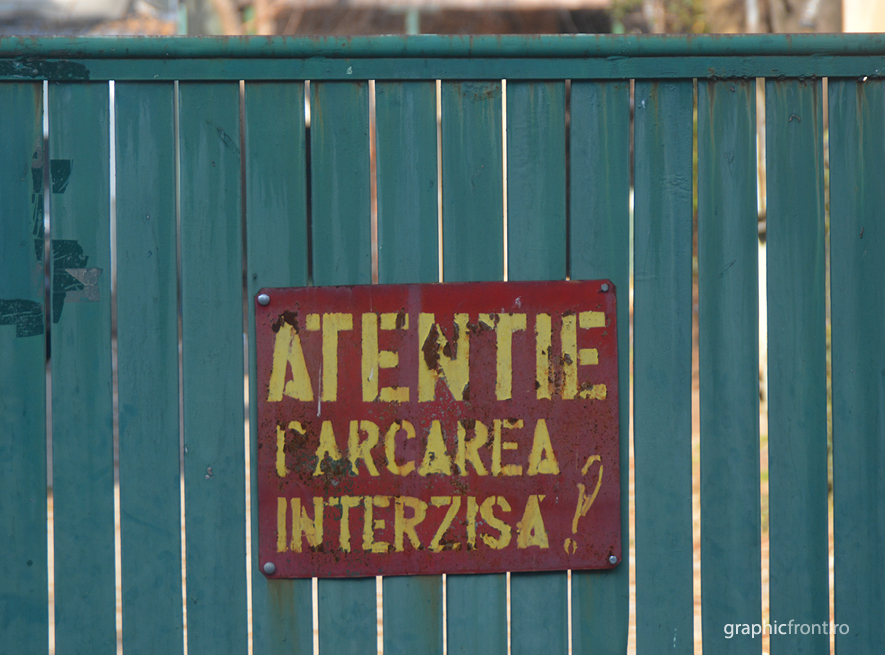 ATENTIE
PARCAREA
INTERZISA!
graphicfront.ro